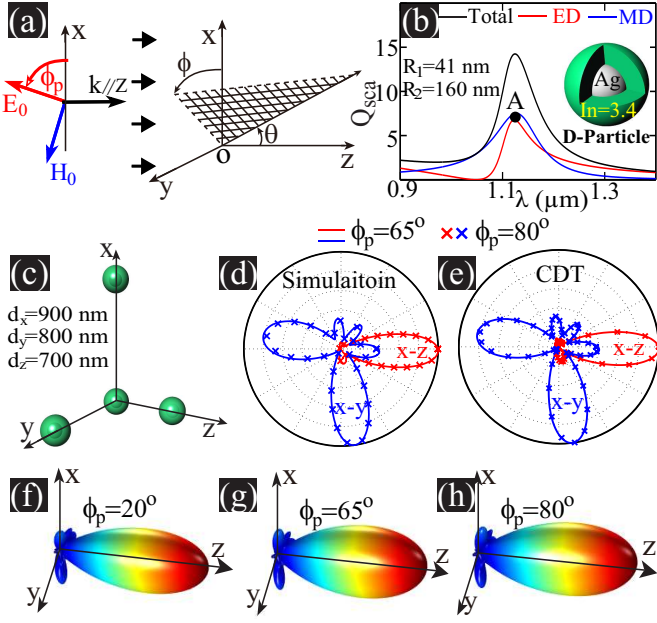 (a)
x
ϕp
k//z
E0
H0
x
ϕ
θ
o
y
z
(b)
Total ED MD
15
10
5
Qsca
R1=41 nm
R2=160 nm
A
Ag
In=3.4
D-Particle
0.9 1.1 1.3
λ (μm)
ϕp=65o ϕp=80o
(c)
x
dx=900 nm
dy=800 nm
dz=700 nm
y
z
(d)
Simulaitoin
x-z
x-y
(e)
CDT
x-z
x-y
(f)
x
ϕp=20o
z
y
(g)
x
ϕp=65o
z
y
(h)
x
ϕp=80o
z
y